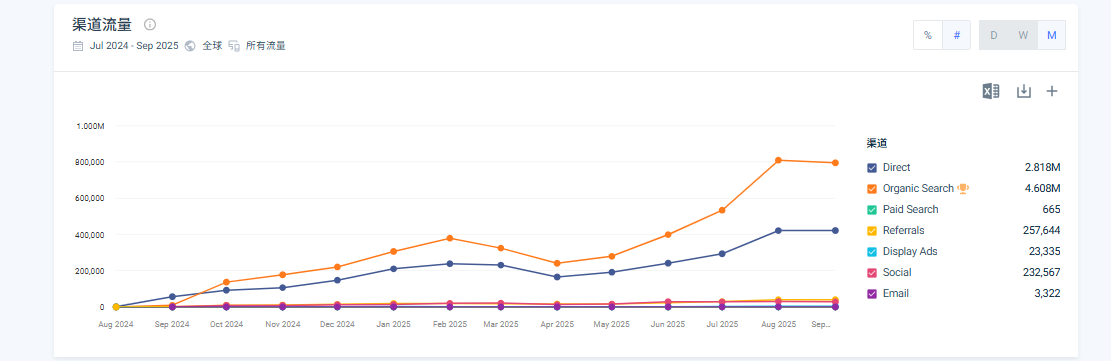 渠道流量
Jul 2024 - Sep 2025 全球 所有流量
% # D W M
渠道
1.000M
800,000
600,000
400,000
200,000
0
Aug 2024 Sep 2024 Oct 2024 Nov 2024 Dec 2024 Jan 2025 Feb 2025 Mar 2025 Apr 2025 May 2025 Jun 2025 Jul 2025 Aug 2025 Sep...
Direct 2.818M
Organic Search 4.608M
Paid Search 665
Referrals 257,644
Display Ads 23,335
Social 232,567
Email 3,322